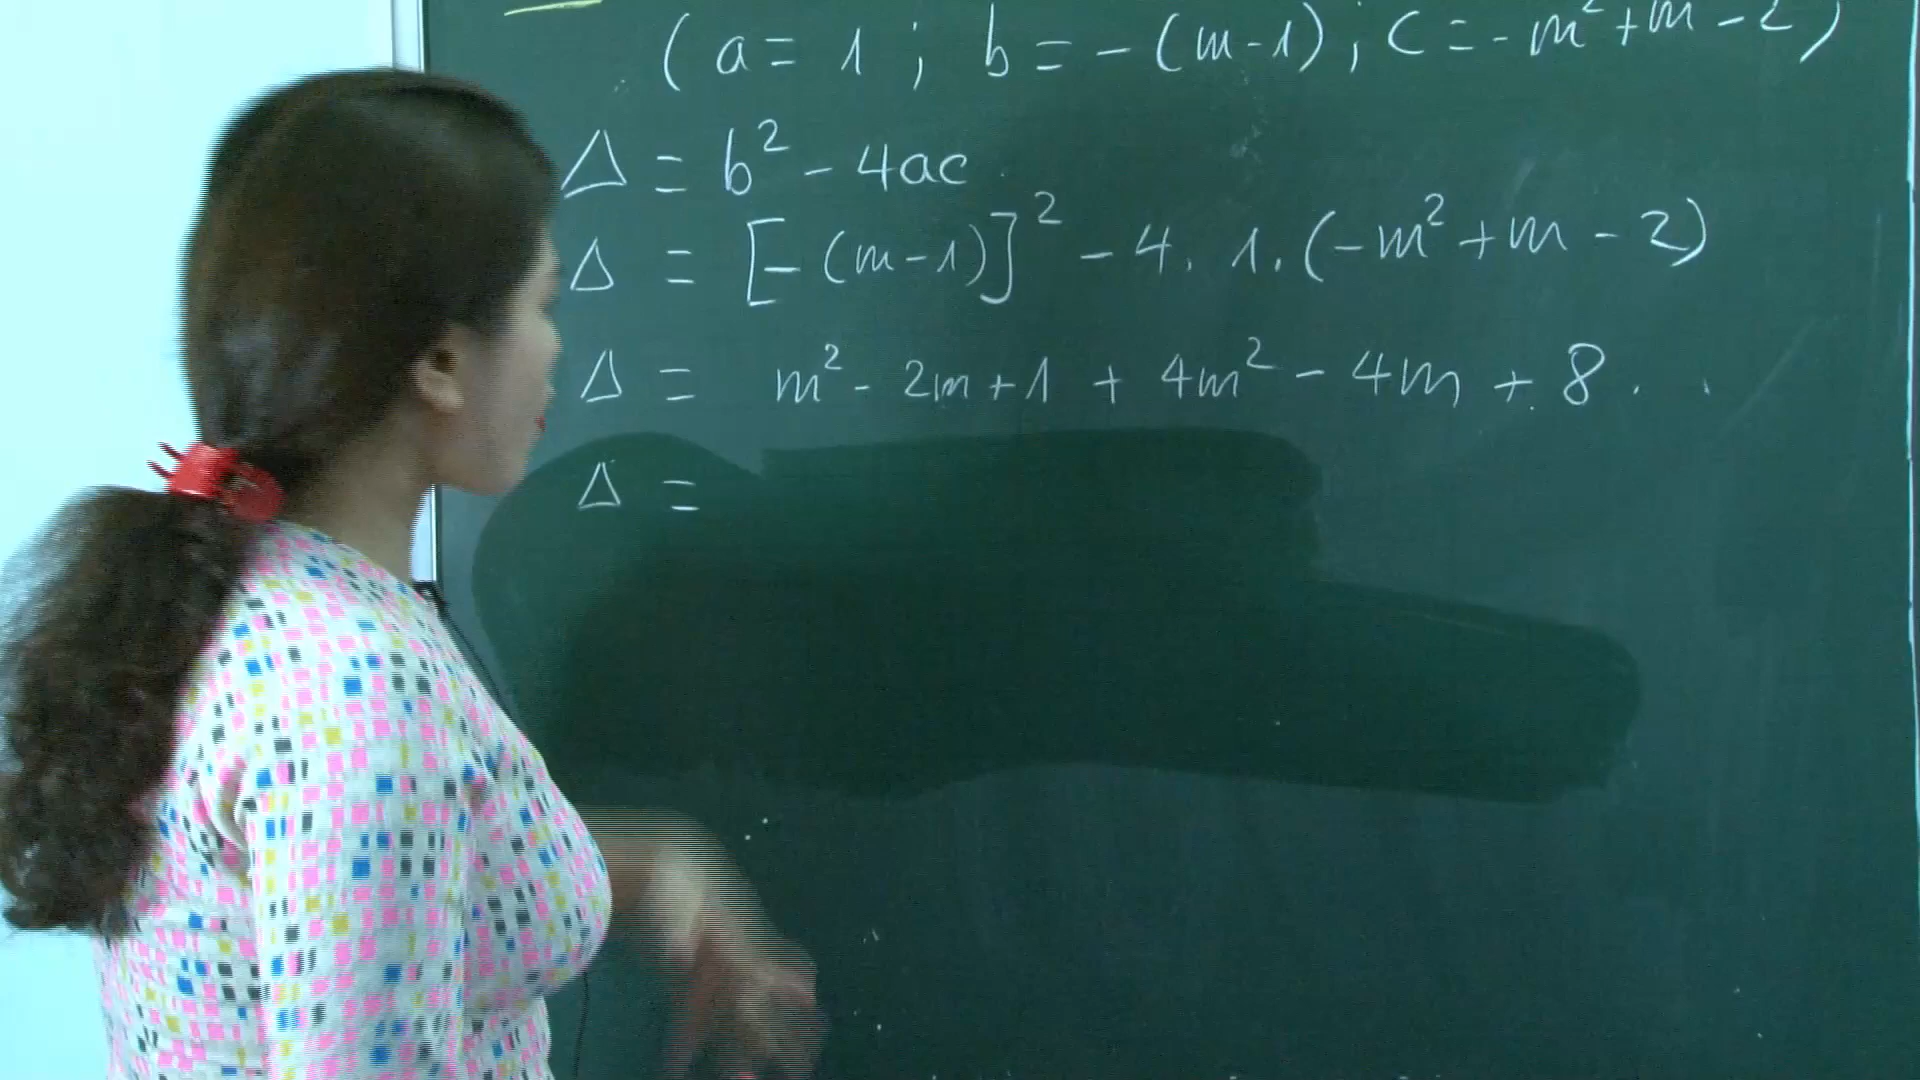 ( a = 1 ; b = - (m-1) ; c = - m² + m - 2 )
Δ = b² - 4ac
Δ = [- (m-1)]² - 4 . 1 . (-m² + m - 2)
Δ = m² - 2m + 1 + 4m² - 4m + 8
Δ =